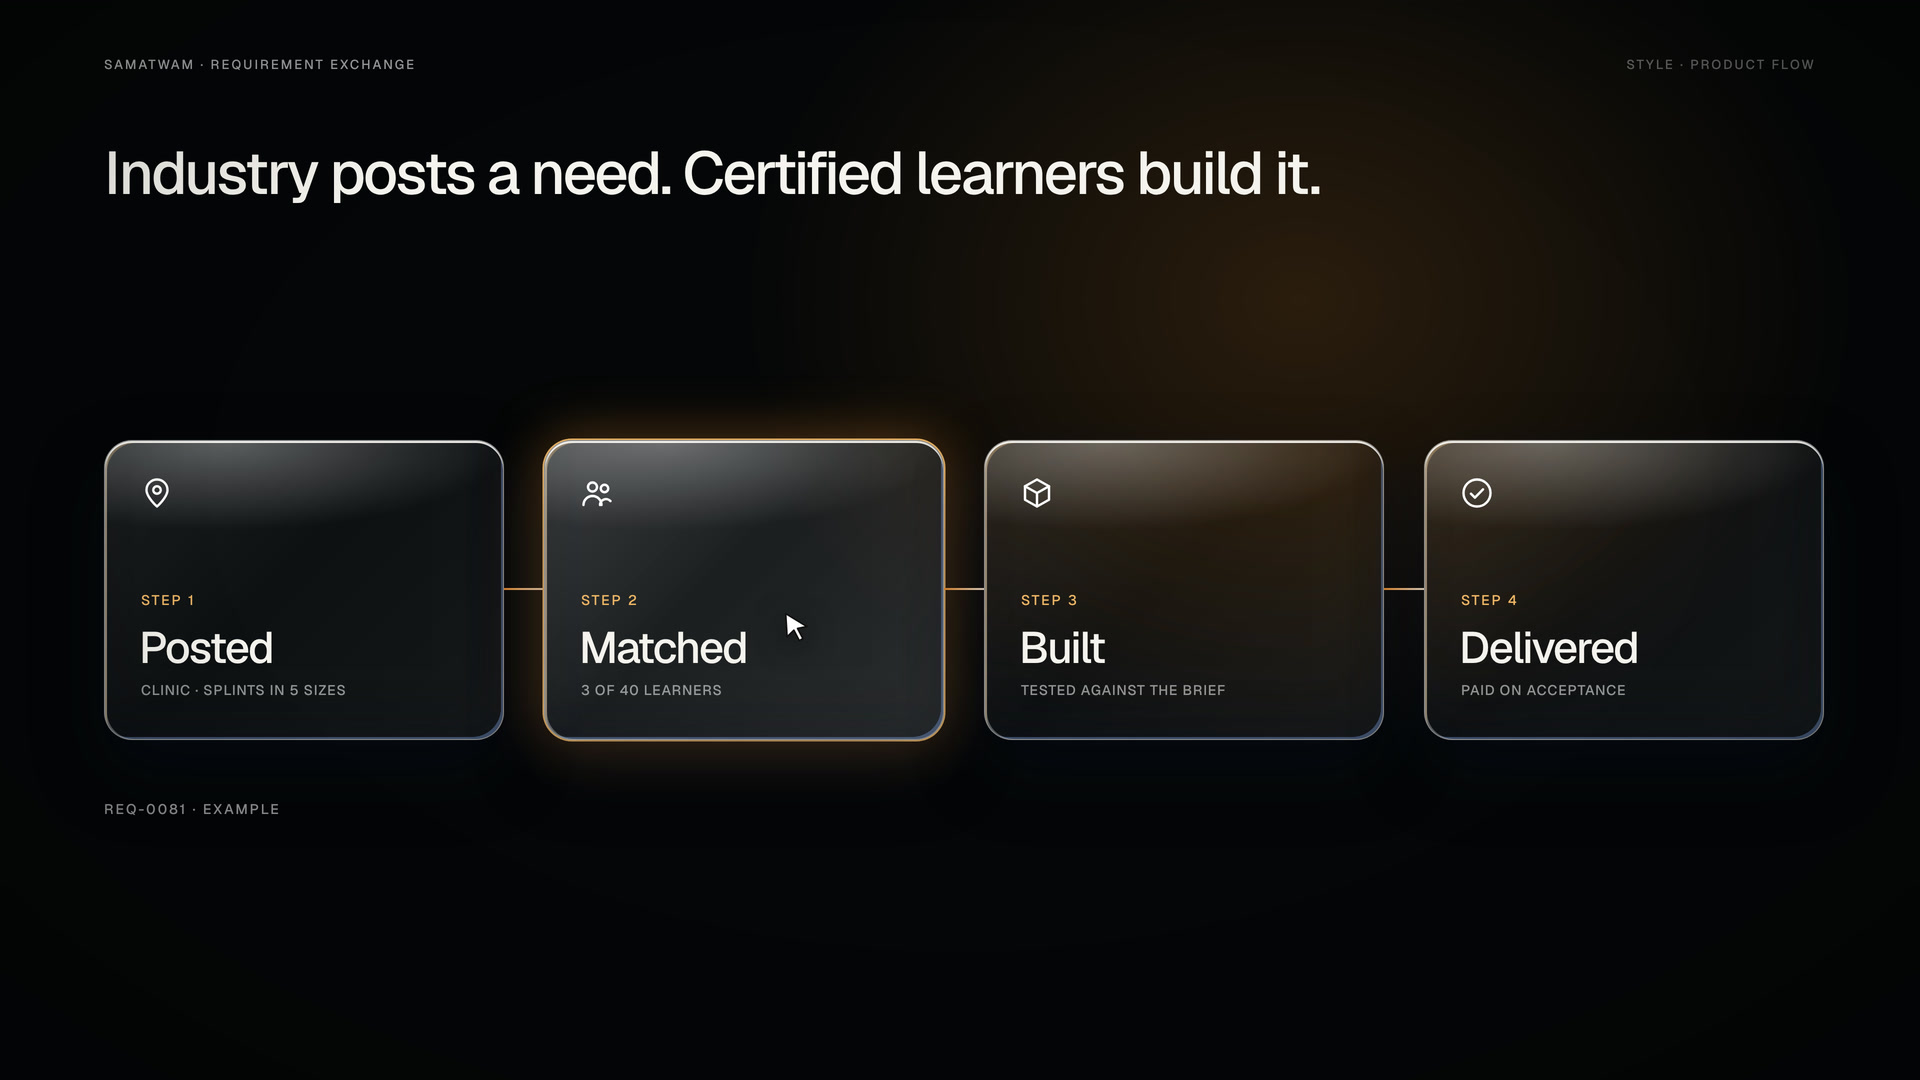 SAMATWAM · REQUIREMENT EXCHANGE
STYLE · PRODUCT FLOW
Industry posts a need. Certified learners build it.
STEP 1
Posted
CLINIC · SPLINTS IN 5 SIZES
STEP 2
Matched
3 OF 40 LEARNERS
STEP 3
Built
TESTED AGAINST THE BRIEF
STEP 4
Delivered
PAID ON ACCEPTANCE
REQ-0081 · EXAMPLE